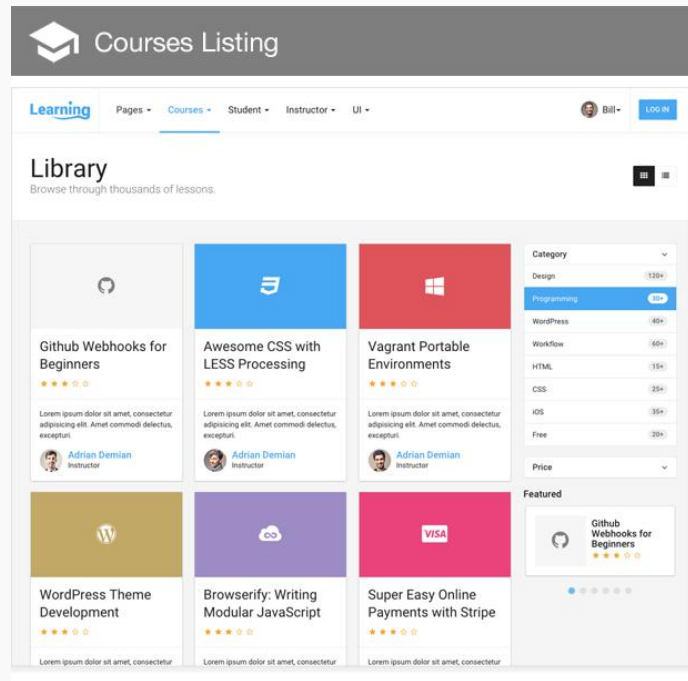 Courses Listing
Learning
Pages
Courses
Student
Instructor
UI
Bill
LOG IN
Library
Browse through thousands of lessons.
Github Webhooks for
Beginners
Lorem ipsum dolor sit amet, consectetur
adipisicing elit. Amet commodi delectus,
excepturi.
Adrian Demian
Instructor
Awesome CSS with
LESS Processing
Lorem ipsum dolor sit amet, consectetur
adipisicing elit. Amet commodi delectus,
excepturi.
Adrian Demian
Instructor
Vagrant Portable
Environments
Lorem ipsum dolor sit amet, consectetur
adipisicing elit. Amet commodi delectus,
excepturi.
Adrian Demian
Instructor
WordPress Theme
Development
Lorem ipsum dolor sit amet, consectetur
Browserify: Writing
Modular JavaScript
Lorem ipsum dolor sit amet, consectetur
VISA
Super Easy Online
Payments with Stripe
Lorem ipsum dolor sit amet, consectetur
Category
Design 120+
Programming 30+
WordPress 40+
Workflow 60+
HTML 15+
CSS 25+
iOS 35+
Free 20+
Price
Featured
Github
Webhooks for
Beginners